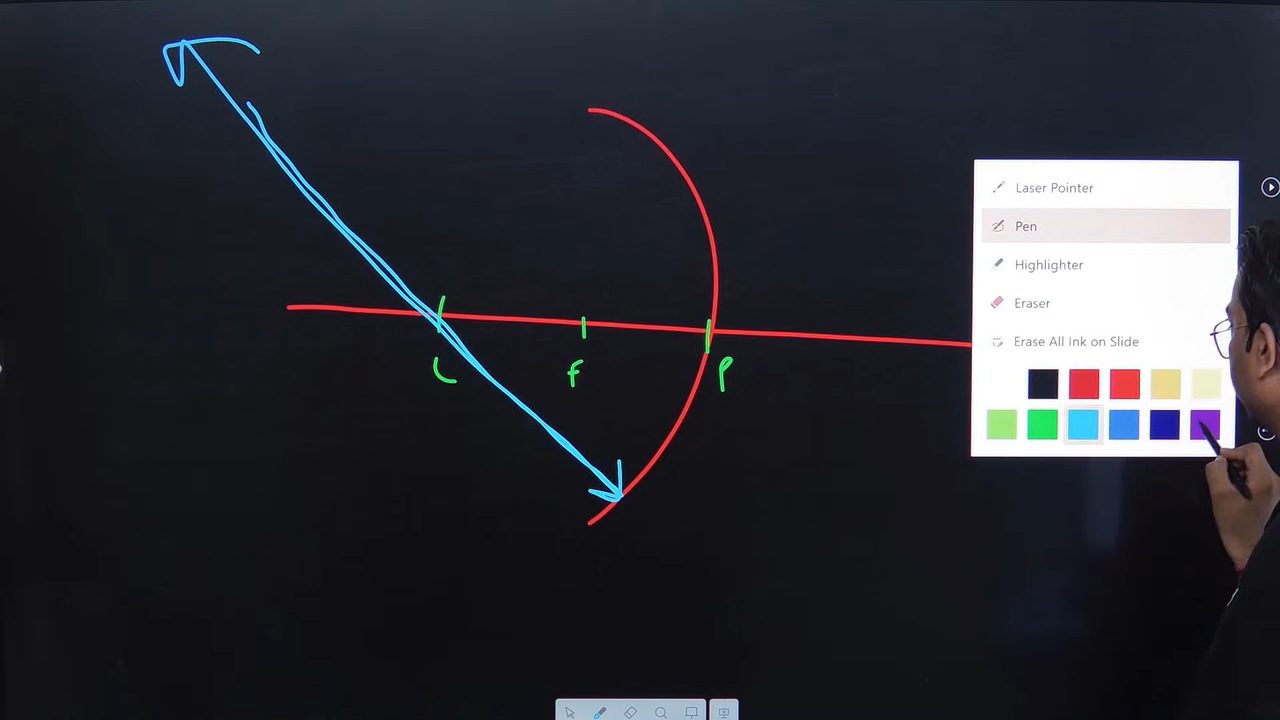 Laser Pointer
Pen
Highlighter
Eraser
Erase All Ink on Slide
C F P